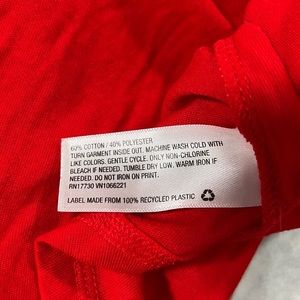 60% COTTON / 40% POLYESTER
TURN GARMENT INSIDE OUT. MACHINE WASH COLD WITH
LIKE COLORS. GENTLE CYCLE. ONLY NON-CHLORINE.
BLEACH IF NEEDED. TUMBLE DRY LOW. WARM IRON IF
NEEDED. DO NOT IRON ON PRINT.
RN17730 VN1066221
LABEL MADE FROM 100% RECYCLED PLASTIC